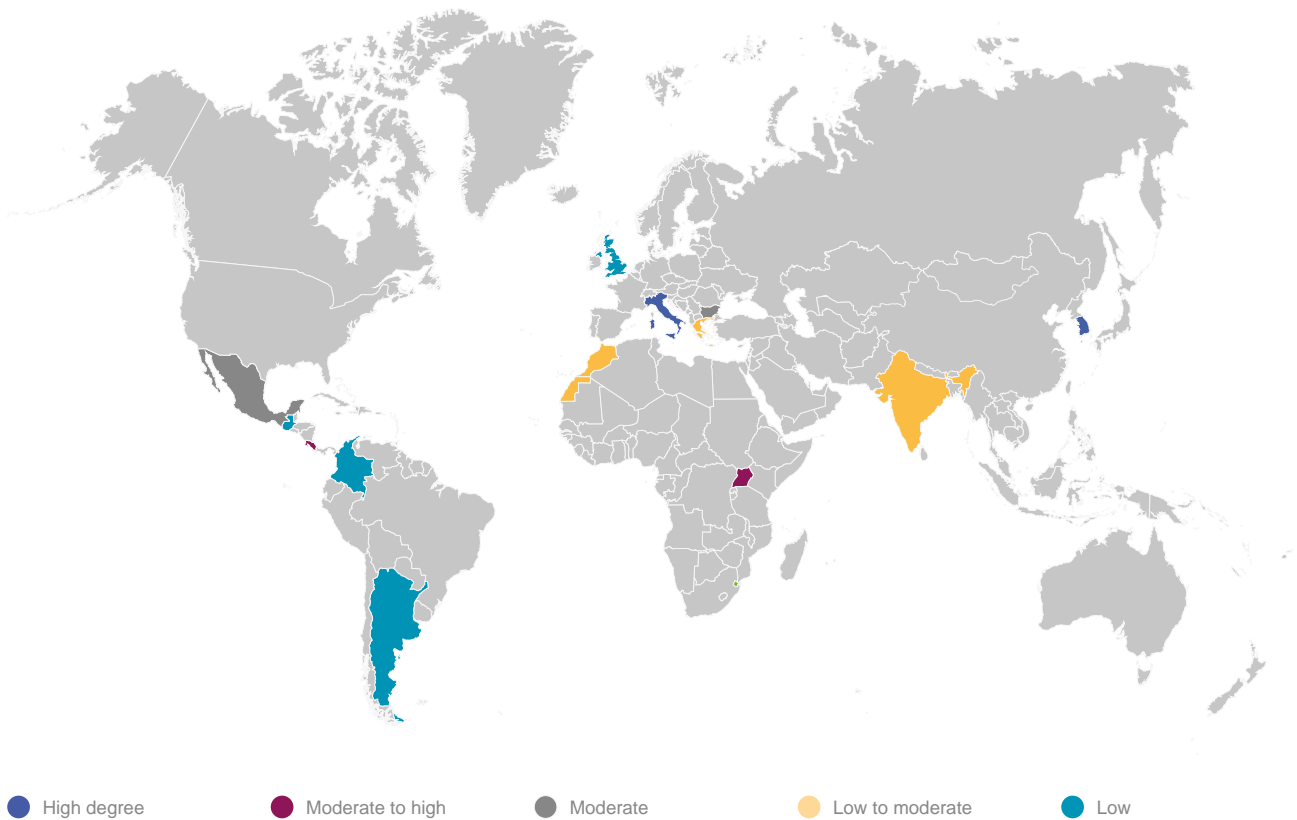 High degree
Moderate to high
Moderate
Low to moderate
Low